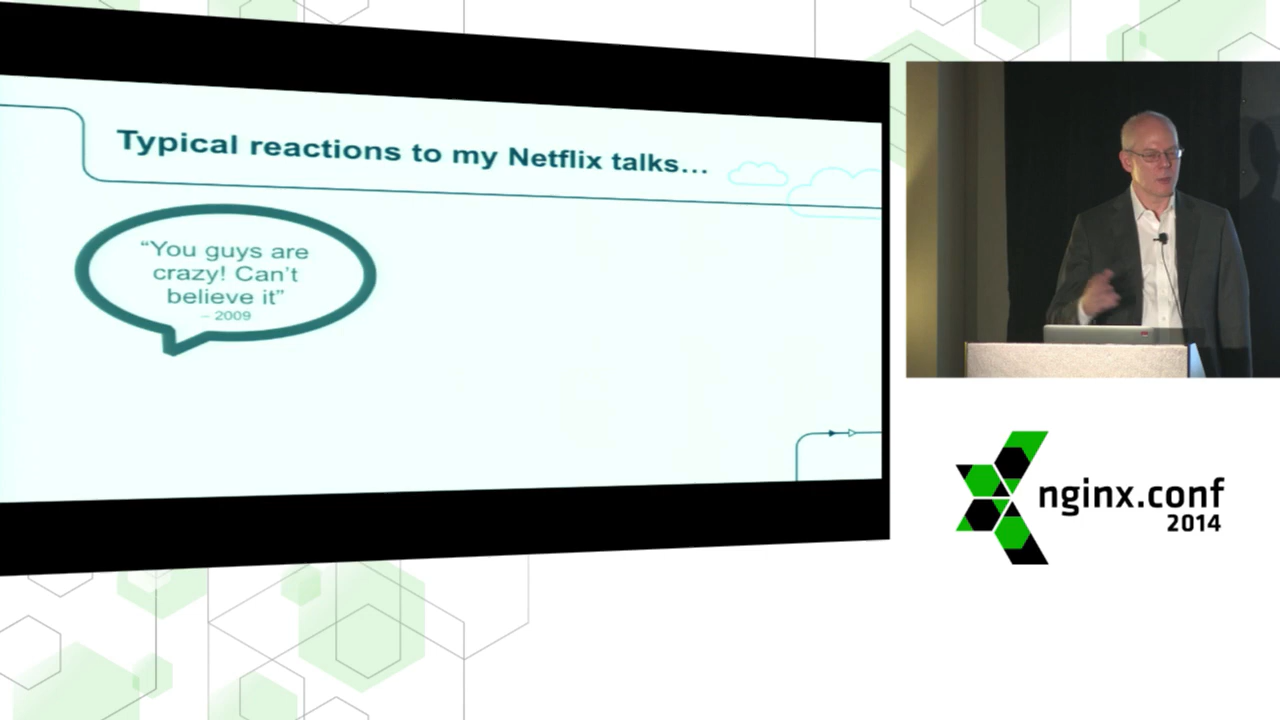 Typical reactions to my Netflix talks...
“You guys are
crazy! Can’t
believe it”
– 2009
nginx.conf
2014